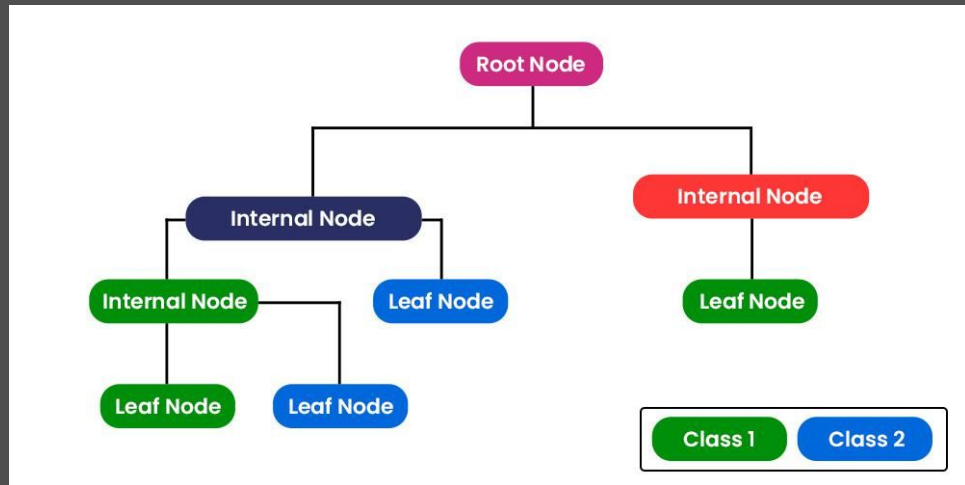 Root Node
Internal Node
Internal Node
Internal Node
Leaf Node
Leaf Node
Leaf Node
Leaf Node
Class 1
Class 2